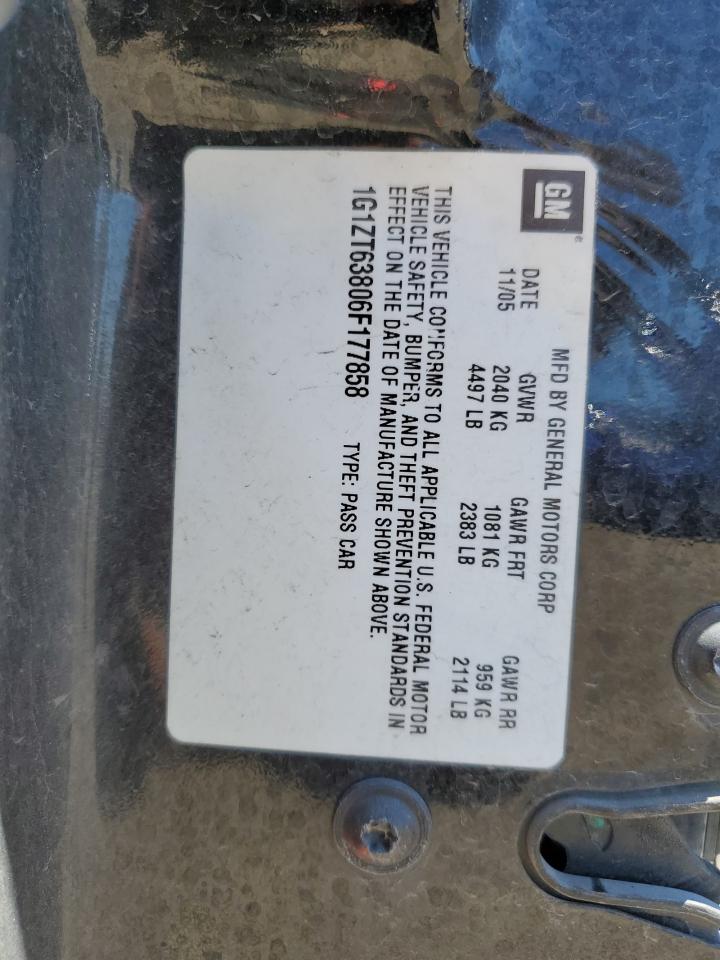 GM
MFD BY GENERAL MOTORS CORP
DATE GVWR GAWR FRT GAWR RR
11/05 2040 KG 1081 KG 959 KG
4497 LB 2383 LB 2114 LB
THIS VEHICLE CONFORMS TO ALL APPLICABLE U.S. FEDERAL MOTOR
VEHICLE SAFETY, BUMPER, AND THEFT PREVENTION STANDARDS IN
EFFECT ON THE DATE OF MANUFACTURE SHOWN ABOVE.
1G1ZT63806F177858 TYPE: PASS CAR